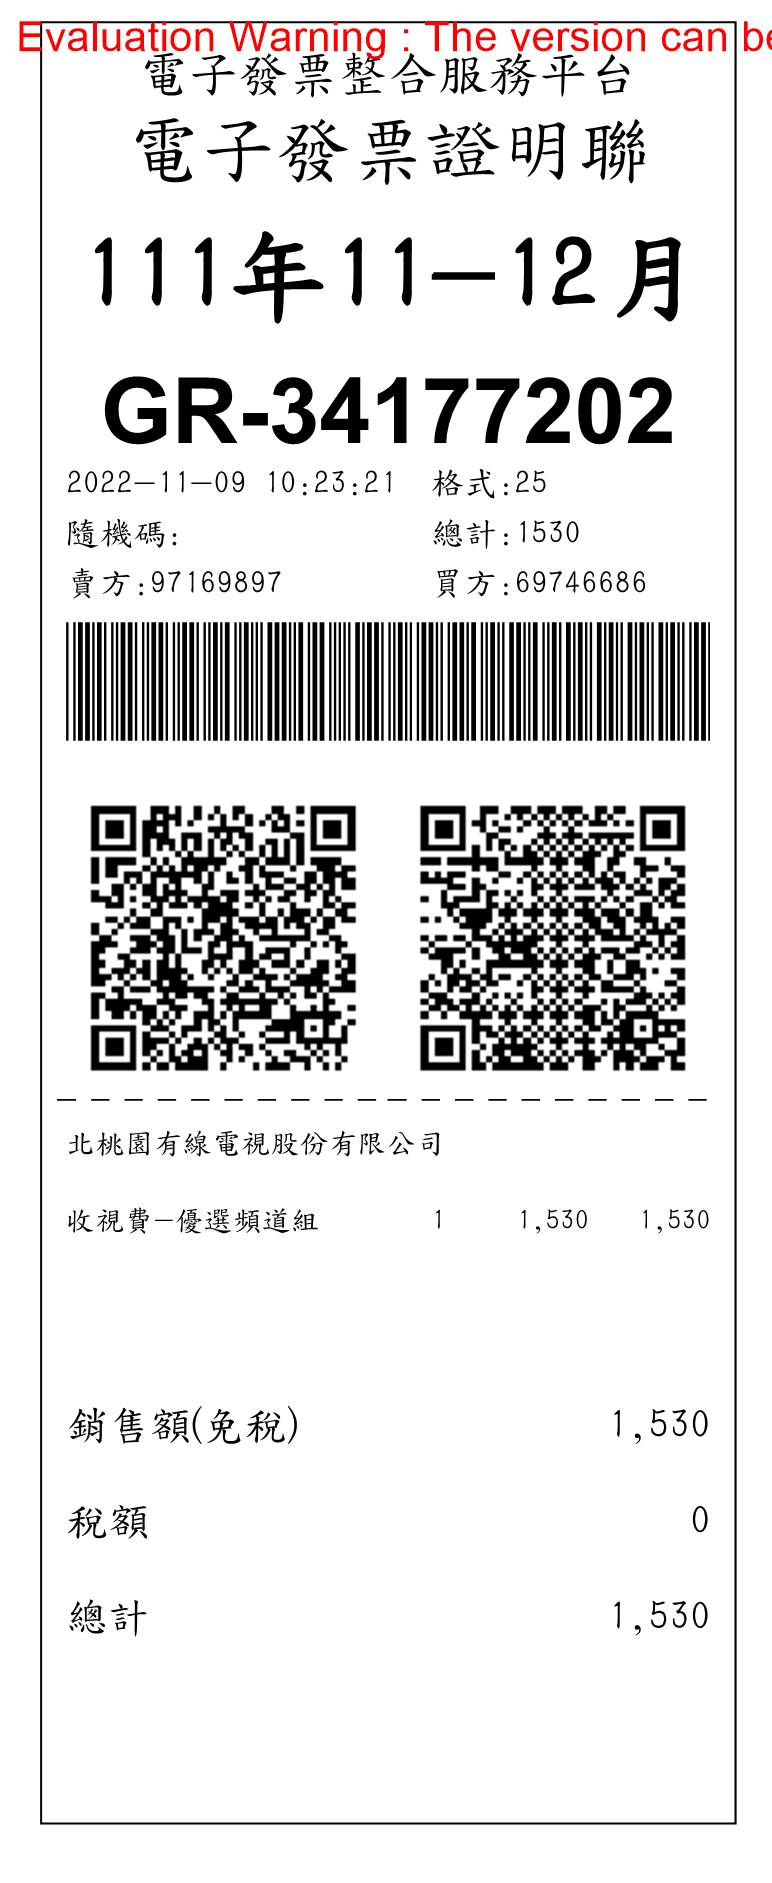 Evaluation Warning : The version can be
電子發票整合服務平台
電子發票證明聯
111年11-12月
GR-34177202
2022-11-09 10:23:21 格式:25
隨機碼: 總計:1530
賣方:97169897 買方:69746686
北桃園有線電視股份有限公司
收視費-優選頻道組 1 1,530 1,530
銷售額(免稅) 1,530
稅額 0
總計 1,530